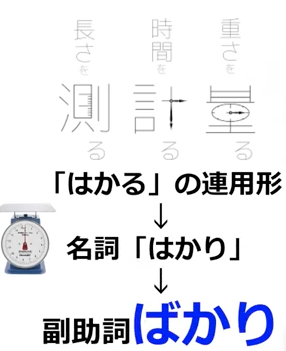 重さを量る
時間を計る
長さを測る
「はかる」の連用形
↓
名詞「はかり」
↓
副助詞ばかり